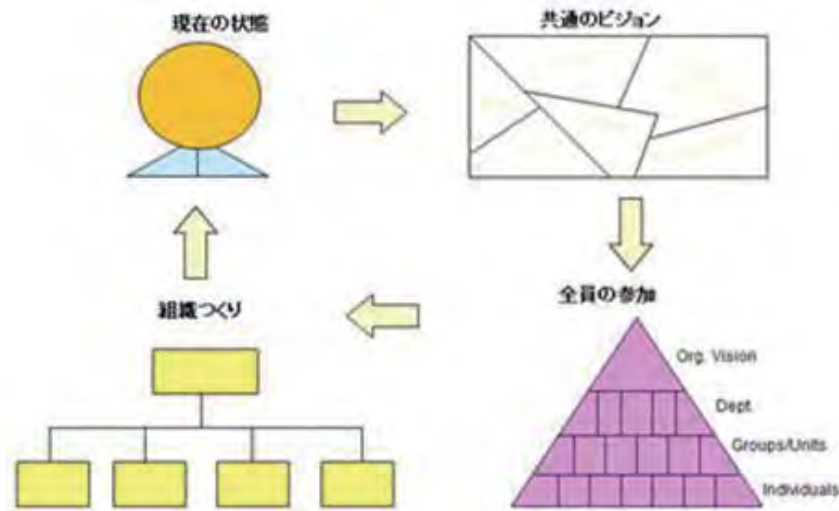 現在の状態
共通のビジョン
全員の参加
組織つくり
Org. Vision
Dept.
Groups/Units
Individuals